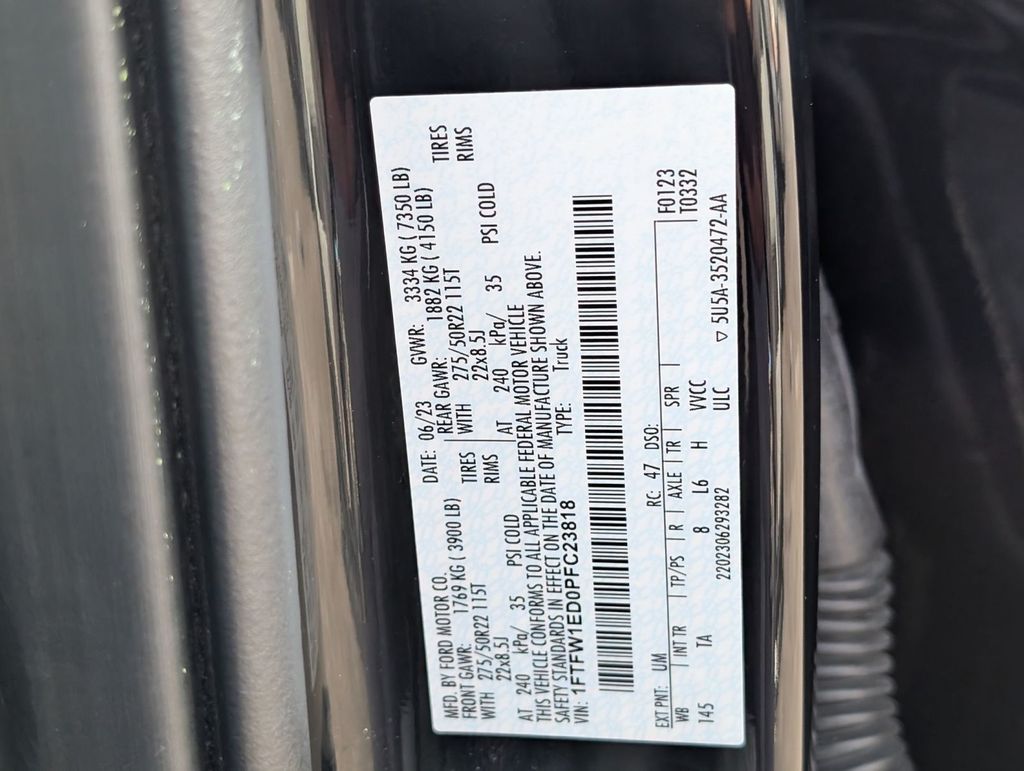 MFD. BY FORD MOTOR CO. DATE: 06/23 GVWR: 3334 KG ( 7350 LB)
FRONT GAWR: 1769 KG ( 3900 LB) REAR GAWR: 1882 KG ( 4150 LB)
WITH 275/50R22 115T TIRES WITH 275/50R22 115T TIRES
22x8.5J RIMS 22x8.5J RIMS
AT 240 kPa/ 35 PSI COLD AT 240 kPa/ 35 PSI COLD
THIS VEHICLE CONFORMS TO ALL APPLICABLE FEDERAL MOTOR VEHICLE
SAFETY STANDARDS IN EFFECT ON THE DATE OF MANUFACTURE SHOWN ABOVE.
VIN: 1FTFW1ED0PFC23818 TYPE: Truck
EXT PNT: UM RC: 47 DSO: F0123
WB INT TR TP/PS R AXLE TR SPR T0332
145 TA 8 L6 H VVCC
2202306293282 ULC ▽ 5U5A-3520472-AA